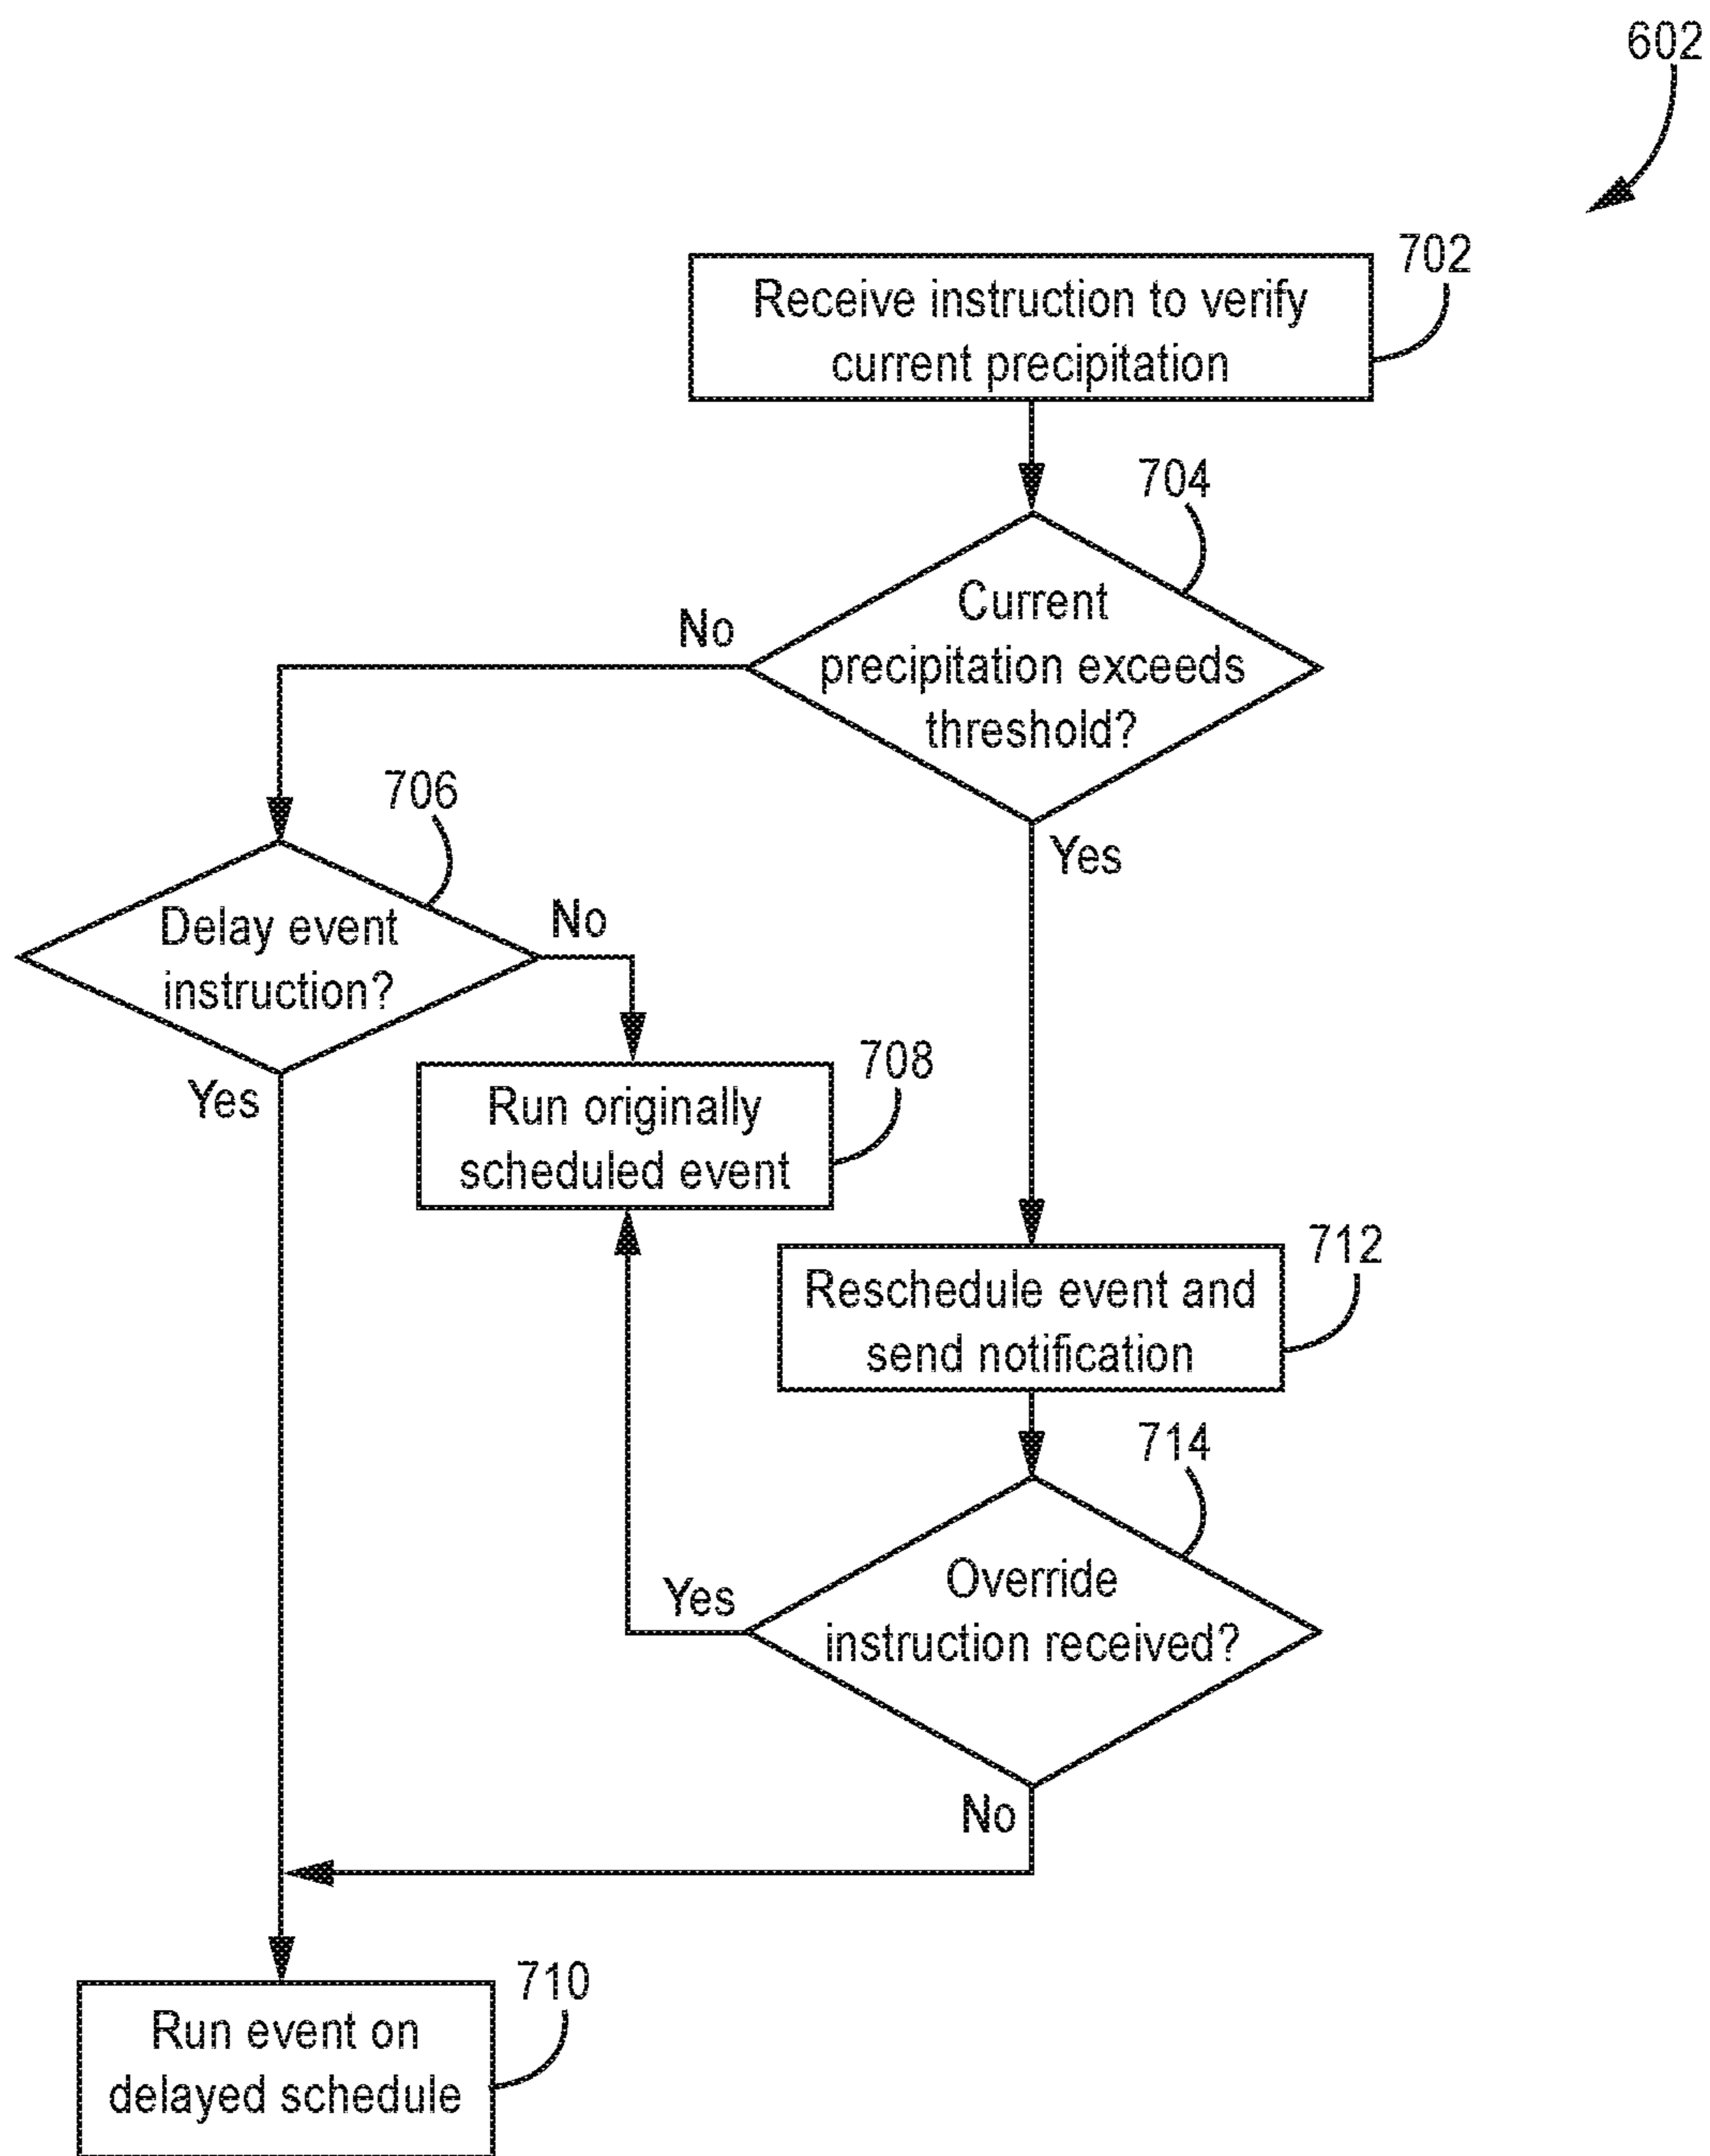 602
702
Receive instruction to verify
current precipitation
704
Current
precipitation exceeds
threshold?
No
Yes
706
Delay event
instruction?
No
Yes
708
Run originally
scheduled event
712
Reschedule event and
send notification
714
Override
instruction received?
Yes
No
710
Run event on
delayed schedule